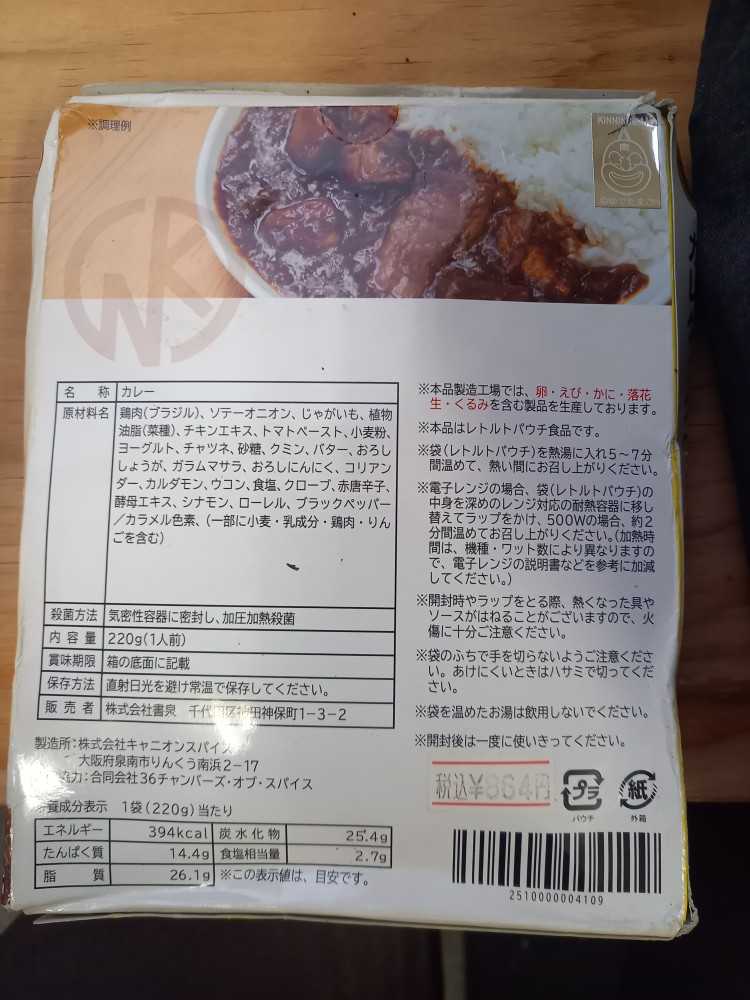 ※調理例
KINNIKU
WK
名　称 カレー
原材料名 鶏肉(ブラジル)、ソテーオニオン、じゃがいも、植物
油脂(菜種)、チキンエキス、トマトペースト、小麦粉、
ヨーグルト、チャツネ、砂糖、クミン、バター、おろし
しょうが、ガラムマサラ、おろしにんにく、コリアン
ダー、カルダモン、ウコン、食塩、クローブ、赤唐辛子、
酵母エキス、シナモン、ローレル、ブラックペッパー
/カラメル色素、(一部に小麦・乳成分・鶏肉・りん
ごを含む)
殺菌方法 気密性容器に密封し、加圧加熱殺菌
内 容 量 220g(1人前)
賞味期限 箱の底面に記載
保存方法 直射日光を避け常温で保存してください。
販 売 者 株式会社書泉 千代田区神田神保町1-3-2
製造所:株式会社キャニオンスパイス
大阪府泉南市りんくう南浜2-17
協力:合同会社36チャンバーズ・オブ・スパイス
栄養成分表示 1袋(220g)当たり
エネルギー 394kcal 炭水化物 25.4g
たんぱく質 14.4g 食塩相当量 2.7g
脂　質 26.1g ※この表示値は、目安です。
※本品製造工場では、卵・えび・かに・落花
生・くるみを含む製品を生産しております。
※本品はレトルトパウチ食品です。
※袋(レトルトパウチ)を熱湯に入れ5~7分
間温めて、熱い間にお召し上がりください。
※電子レンジの場合、袋(レトルトパウチ)の
中身を深めのレンジ対応の耐熱容器に移し
替えてラップをかけ、500Wの場合、約2
分間温めてお召し上がりください。(加熱時
間は、機種・ワット数により異なりますの
で、電子レンジの説明書などを参考に加減
してください。)
※開封時やラップをとる際、熱くなった具や
ソースがはねることがございますので、火
傷に十分ご注意ください。
※袋のふちで手を切らないようご注意くださ
い。あけにくいときはハサミで切ってくだ
さい。
※袋を温めたお湯は飲用しないでください。
※開封後は一度に使いきってください。
税込¥864円
プラ
パウチ
紙
外箱
2510000004109